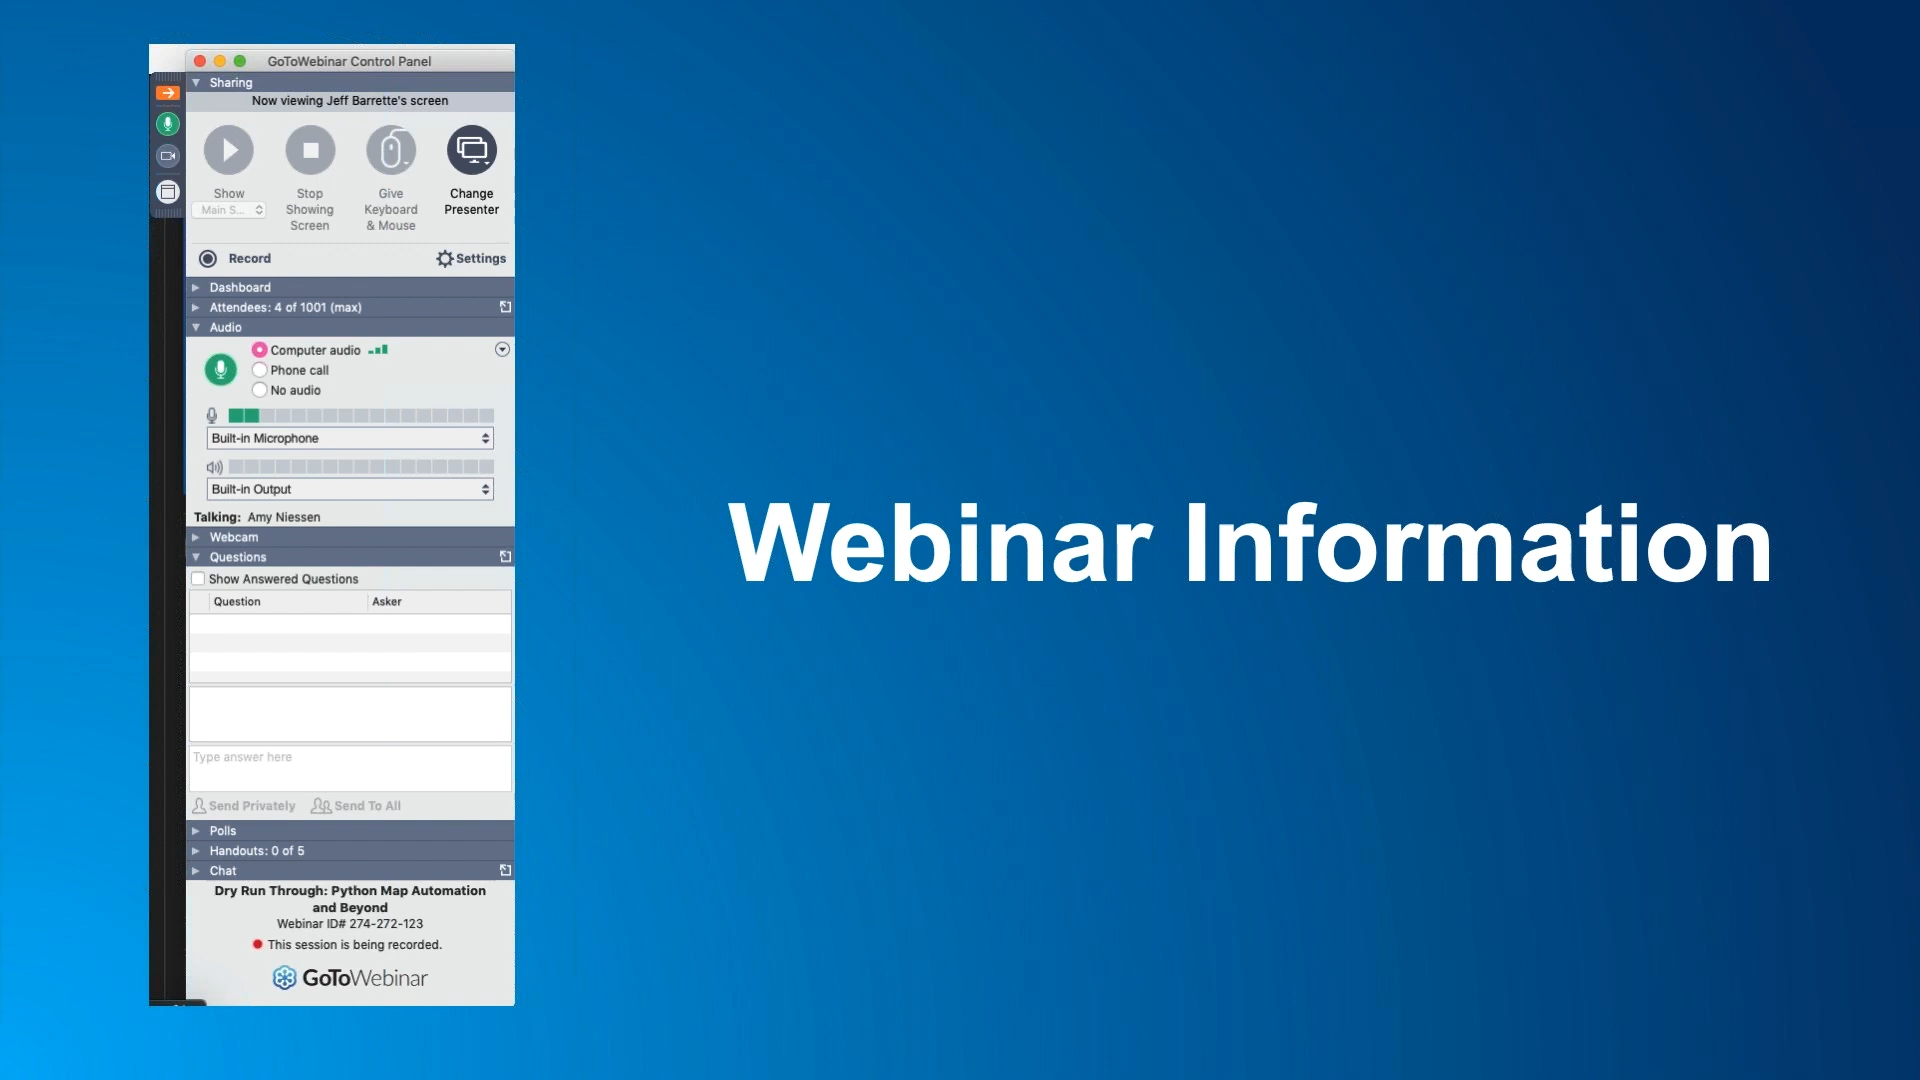 GoToWebinar Control Panel
Sharing
Now viewing Jeff Barrette's screen
Show
Main S...
Stop
Showing
Screen
Give
Keyboard
& Mouse
Change
Presenter
Record
Settings
Dashboard
Attendees: 4 of 1001 (max)
Audio
Computer audio
Phone call
No audio
Built-in Microphone
Built-in Output
Talking: Amy Niessen
Webcam
Questions
Show Answered Questions
Question Asker
Type answer here
Send Privately Send To All
Polls
Handouts: 0 of 5
Chat
Dry Run Through: Python Map Automation
and Beyond
Webinar ID# 274-272-123
This session is being recorded.
GoToWebinar
Webinar Information